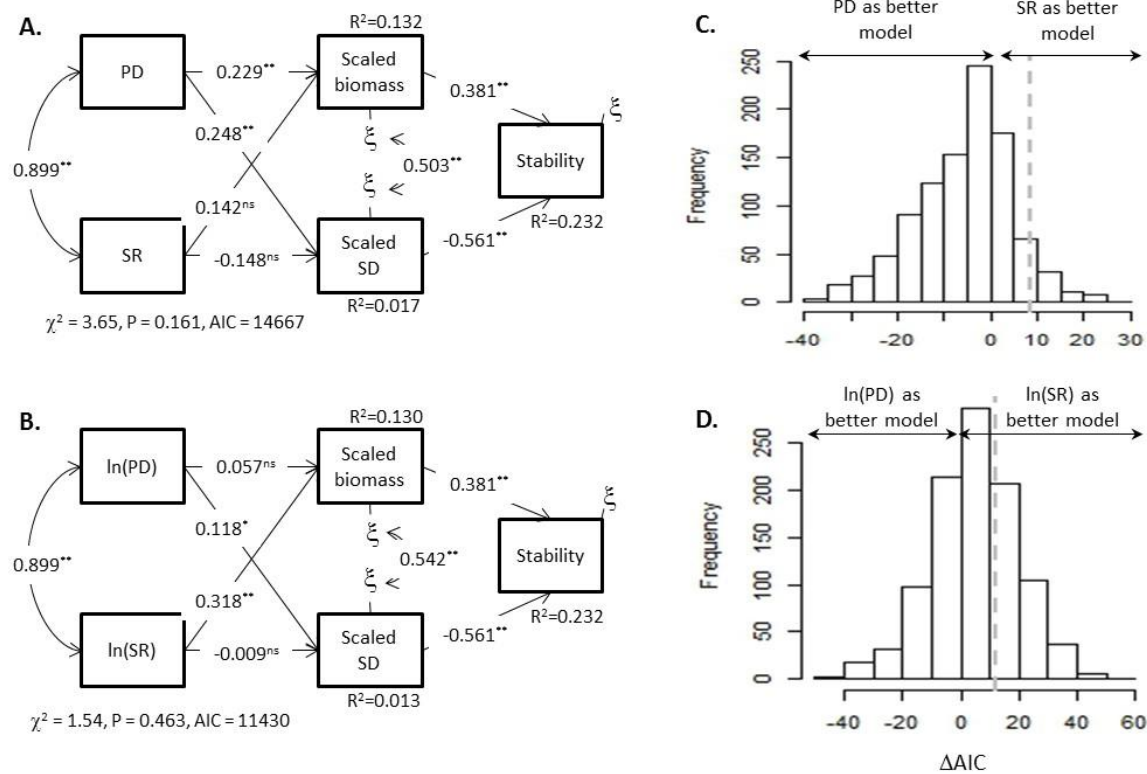 A.
R²=0.132
PD
0.229**
Scaled
biomass
0.381**
0.248**
ξ
ξ
0.899**
0.503**
Stability
ξ
0.142ns
R²=0.232
SR
-0.148ns
Scaled
SD
-0.561**
R²=0.017
χ² = 3.65, P = 0.161, AIC = 14667
B.
R²=0.130
ln(PD)
0.057ns
Scaled
biomass
0.381**
0.118*
ξ
ξ
0.899**
0.542**
Stability
ξ
0.318**
R²=0.232
ln(SR)
-0.009ns
Scaled
SD
-0.561**
R²=0.013
χ² = 1.54, P = 0.463, AIC = 11430
C.
PD as better
model
SR as better
model
Frequency
250
200
150
100
50
0
-40 -20 0 10 20 30
D.
ln(PD) as
better model
ln(SR) as
better model
Frequency
250
200
150
100
50
0
-40 -20 0 20 40 60
ΔAIC